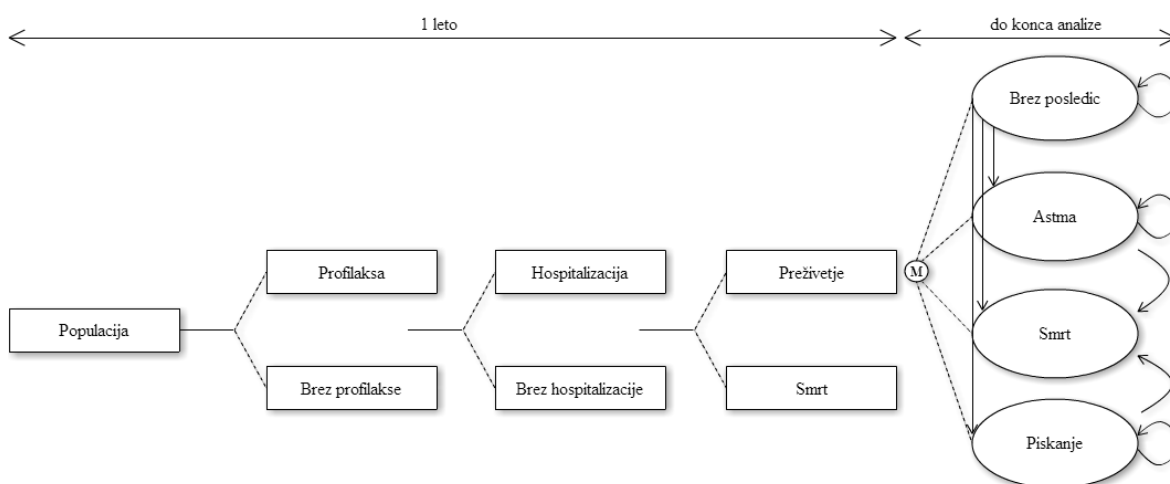 1 leto
do konca analize
Brez posledic
Astma
Profilaksa
Hospitalizacija
Preživetje
M
Populacija
Smrt
Brez profilakse
Brez hospitalizacije
Smrt
Piskanje